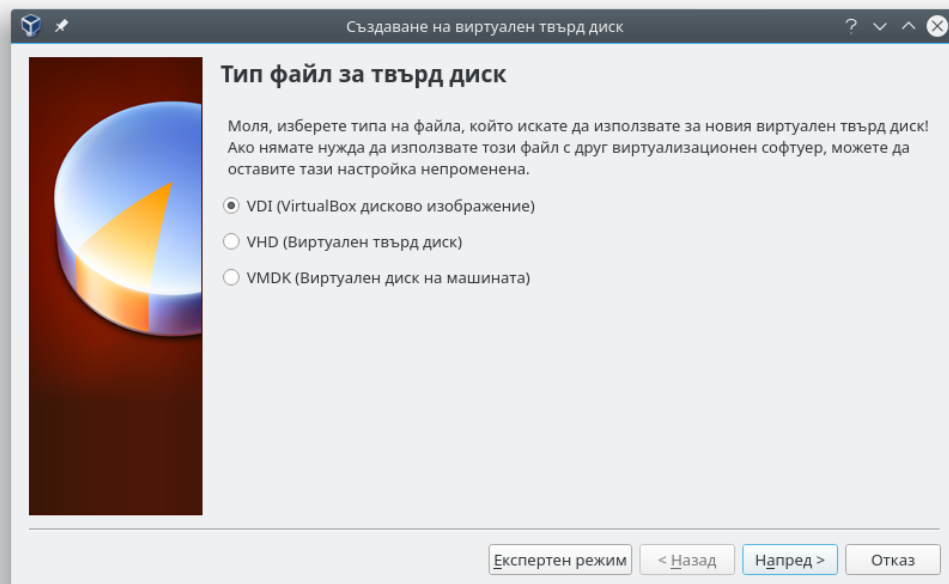 Създаване на виртуален твърд диск
Тип файл за твърд диск
Моля, изберете типа на файла, който искате да използвате за новия виртуален твърд диск!
Ако нямате нужда да използвате този файл с друг виртуализационен софтуер, можете да
оставите тази настройка непроменена.
VDI (VirtualBox дисково изображение)
VHD (Виртуален твърд диск)
VMDK (Виртуален диск на машината)
Експертен режим < Назад Напред > Отказ